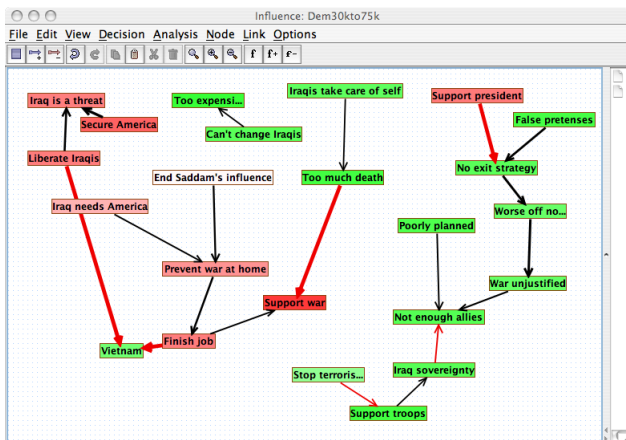 Influence: Dem30kto75k
File Edit View Decision Analysis Node Link Options
f f+ f-
Iraq is a threat
Too expensi...
Iraqis take care of self
Support president
Secure America
False pretenses
Can't change Iraqis
Liberate Iraqis
No exit strategy
End Saddam's influence
Too much death
Iraq needs America
Worse off no...
Poorly planned
Prevent war at home
War unjustified
Support war
Not enough allies
Finish job
Vietnam
Stop terroris...
Iraq sovereignty
Support troops